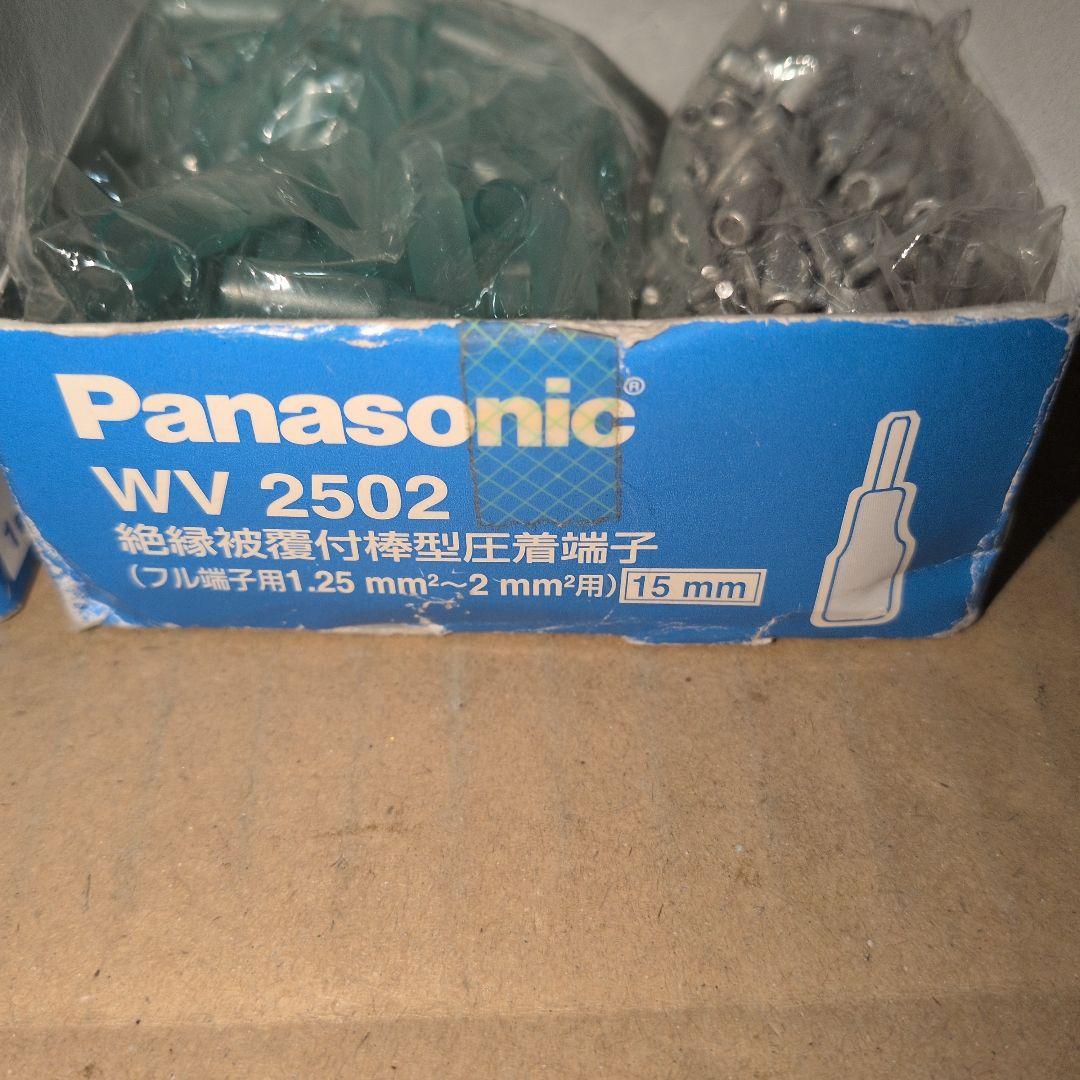 Panasonic®
WV 2502
絶縁被覆付棒型圧着端子
(フル端子用1.25 mm²~2 mm²用) 15 mm